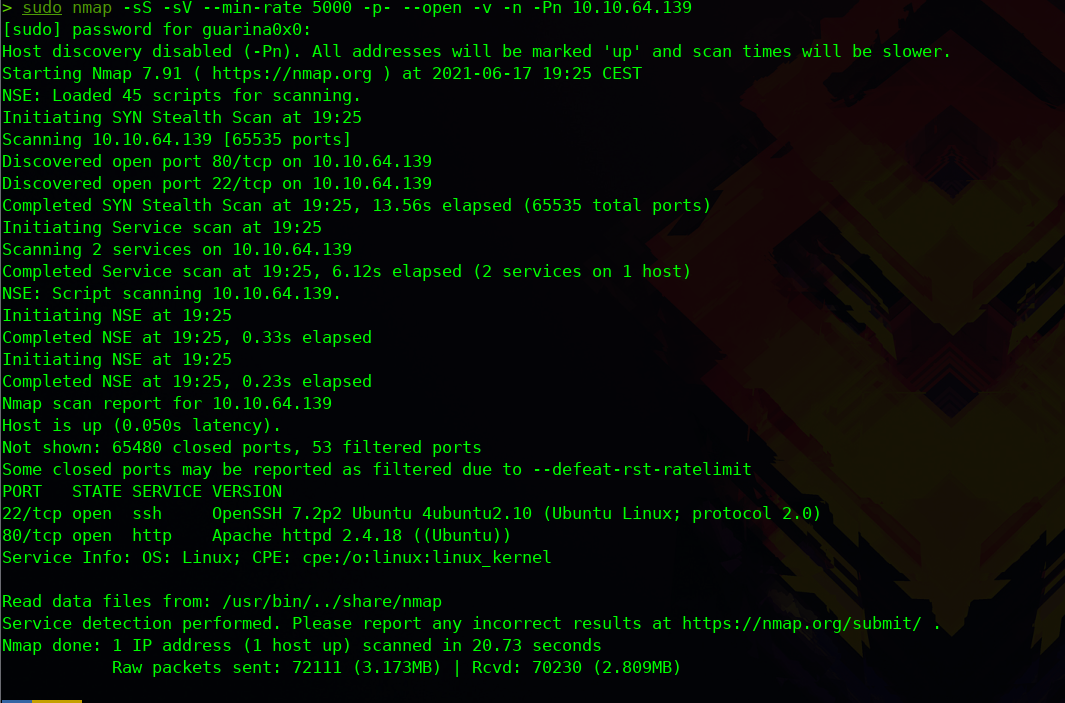 > sudo nmap -sS -sV --min-rate 5000 -p- --open -v -n -Pn 10.10.64.139
[sudo] password for guarina0x0:
Host discovery disabled (-Pn). All addresses will be marked 'up' and scan times will be slower.
Starting Nmap 7.91 ( https://nmap.org ) at 2021-06-17 19:25 CEST
NSE: Loaded 45 scripts for scanning.
Initiating SYN Stealth Scan at 19:25
Scanning 10.10.64.139 [65535 ports]
Discovered open port 80/tcp on 10.10.64.139
Discovered open port 22/tcp on 10.10.64.139
Completed SYN Stealth Scan at 19:25, 13.56s elapsed (65535 total ports)
Initiating Service scan at 19:25
Scanning 2 services on 10.10.64.139
Completed Service scan at 19:25, 6.12s elapsed (2 services on 1 host)
NSE: Script scanning 10.10.64.139.
Initiating NSE at 19:25
Completed NSE at 19:25, 0.33s elapsed
Initiating NSE at 19:25
Completed NSE at 19:25, 0.23s elapsed
Nmap scan report for 10.10.64.139
Host is up (0.050s latency).
Not shown: 65480 closed ports, 53 filtered ports
Some closed ports may be reported as filtered due to --defeat-rst-ratelimit
PORT   STATE SERVICE VERSION
22/tcp open  ssh     OpenSSH 7.2p2 Ubuntu 4ubuntu2.10 (Ubuntu Linux; protocol 2.0)
80/tcp open  http    Apache httpd 2.4.18 ((Ubuntu))
Service Info: OS: Linux; CPE: cpe:/o:linux:linux_kernel
Read data files from: /usr/bin/../share/nmap
Service detection performed. Please report any incorrect results at https://nmap.org/submit/ .
Nmap done: 1 IP address (1 host up) scanned in 20.73 seconds
Raw packets sent: 72111 (3.173MB) | Rcvd: 70230 (2.809MB)